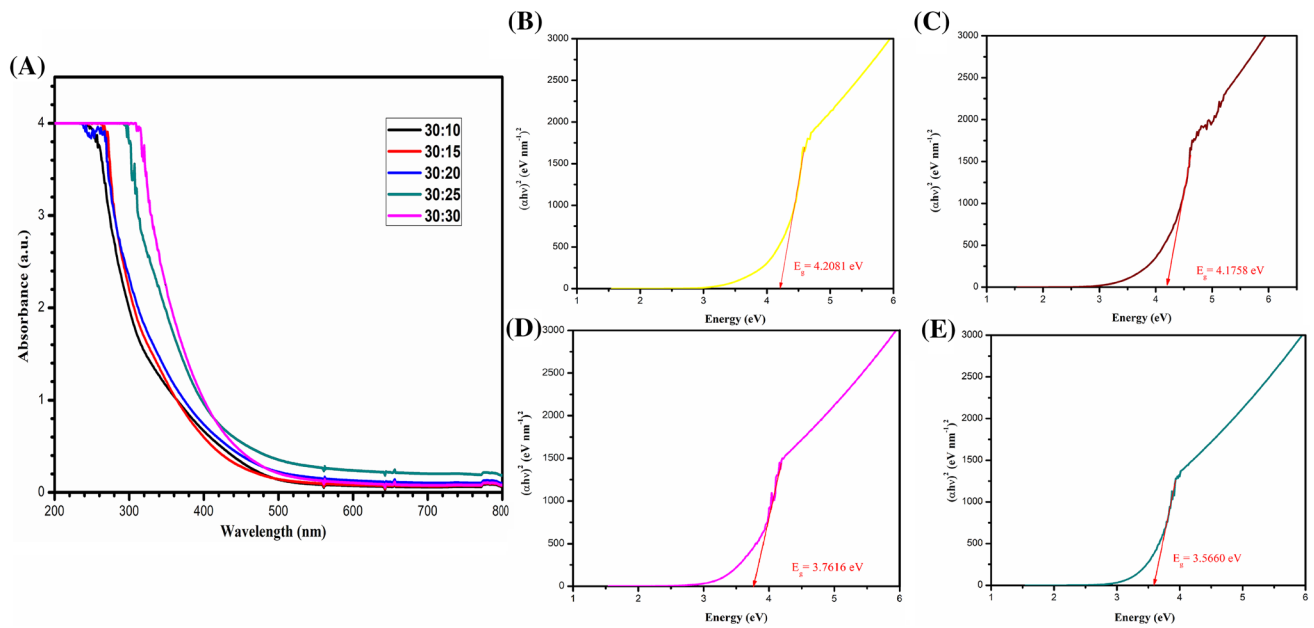 (A)
Absorbance (a.u.)
4
3
2
1
0
200 300 400 500 600 700 800
Wavelength (nm)
30:10
30:15
30:20
30:25
30:30
(B)
(αhν)² (eV nm⁻¹)²
3000
2500
2000
1500
1000
500
0
1 2 3 4 5 6
Energy (eV)
E_g = 4.2081 eV
(C)
(αhν)² (eV nm⁻¹)²
3000
2500
2000
1500
1000
500
0
1 2 3 4 5 6
Energy (eV)
E_g = 4.1758 eV
(D)
(αhν)² (eV nm⁻¹)²
3000
2500
2000
1500
1000
500
0
1 2 3 4 5 6
Energy (eV)
E_g = 3.7616 eV
(E)
(αhν)² (eV nm⁻¹)²
3000
2500
2000
1500
1000
500
0
1 2 3 4 5 6
Energy (eV)
E_g = 3.5660 eV